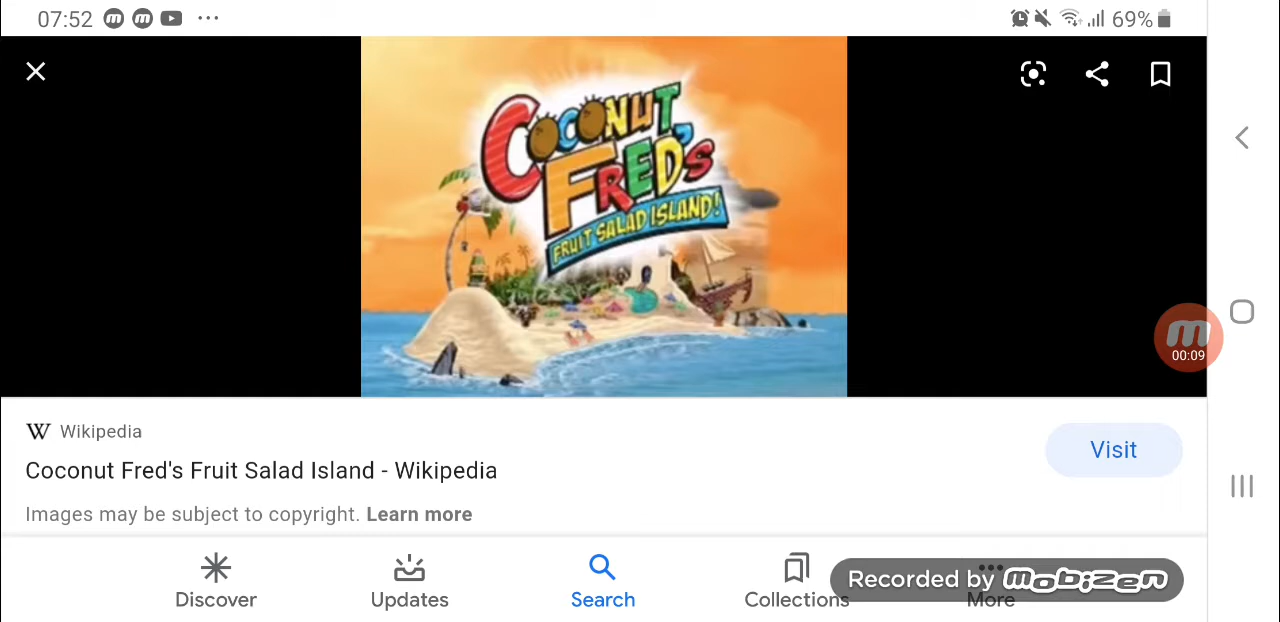 07:52
69%
COCONUT
FRED'S
FRUIT SALAD ISLAND!
00:09
W Wikipedia
Visit
Coconut Fred's Fruit Salad Island - Wikipedia
Images may be subject to copyright. Learn more
Discover
Updates
Search
Collections
More
Recorded by mobizen